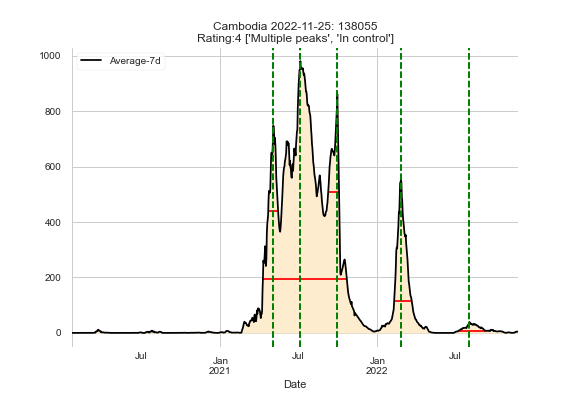 Cambodia 2022-11-25: 138055
Rating:4 ['Multiple peaks', 'In control']
Average-7d
1000
800
600
400
200
0
Jul
Jan
2021
Jul
Jan
2022
Jul
Date